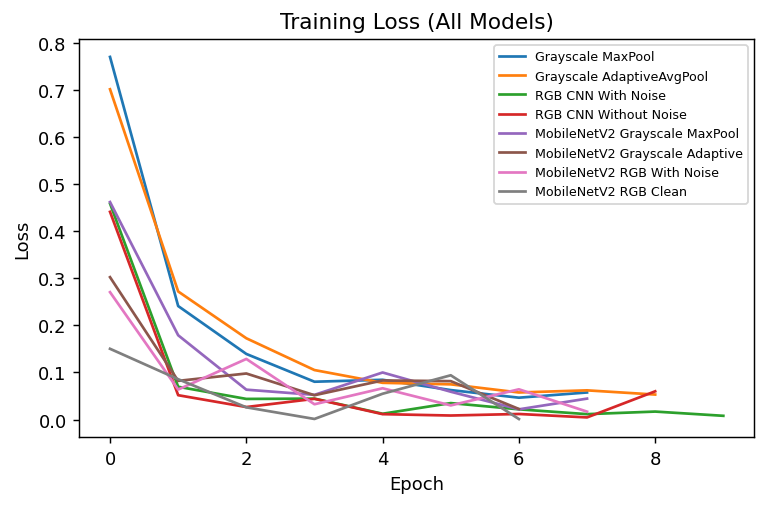 Training Loss (All Models)
0.8
0.7
0.6
0.5
0.4
0.3
0.2
0.1
0.0
Loss
Grayscale MaxPool
Grayscale AdaptiveAvgPool
RGB CNN With Noise
RGB CNN Without Noise
MobileNetV2 Grayscale MaxPool
MobileNetV2 Grayscale Adaptive
MobileNetV2 RGB With Noise
MobileNetV2 RGB Clean
0 2 4 6 8
Epoch